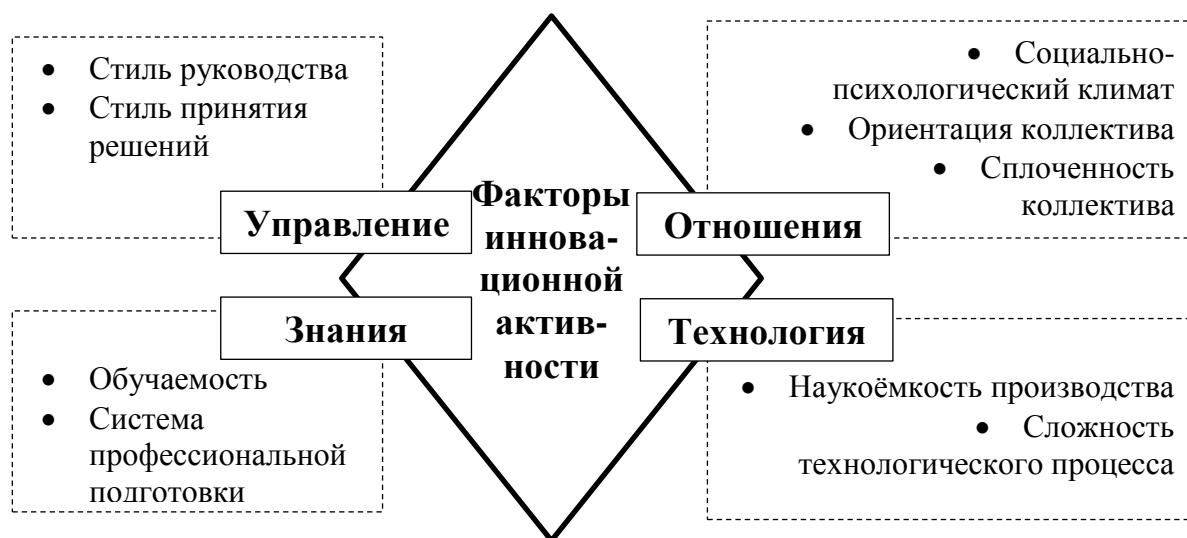 • Стиль руководства
• Стиль принятия
решений
Управление
• Социально-
психологический климат
• Ориентация коллектива
• Сплоченность
коллектива
Отношения
Факторы
иннова-
ционной
актив-
ности
Знания
• Обучаемость
• Система
профессиональной
подготовки
Технология
• Наукоёмкость производства
• Сложность
технологического процесса